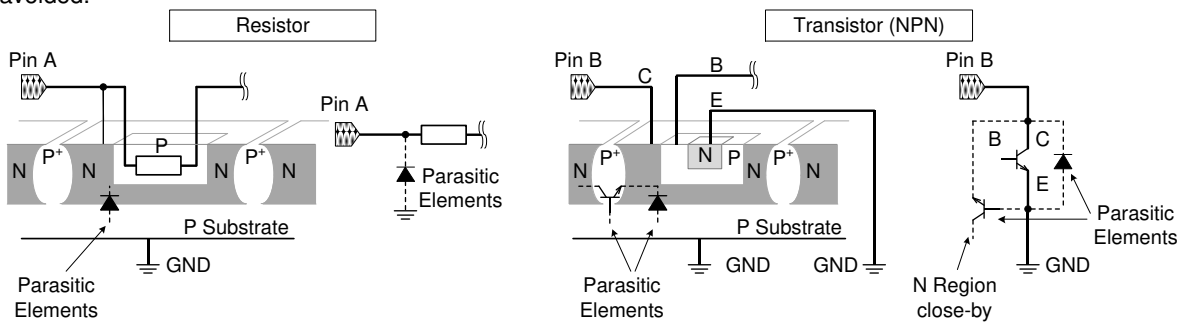 avoided.
Resistor
Transistor (NPN)
Pin A
Pin A
N
P+
N
P
N
P+
N
Parasitic
Elements
P Substrate
GND
Parasitic
Elements
Pin B
C
B
E
Pin B
N
P+
N
N
P
N
P+
N
P Substrate
GND
GND
Parasitic
Elements
B
C
E
Parasitic
Elements
GND
N Region
close-by